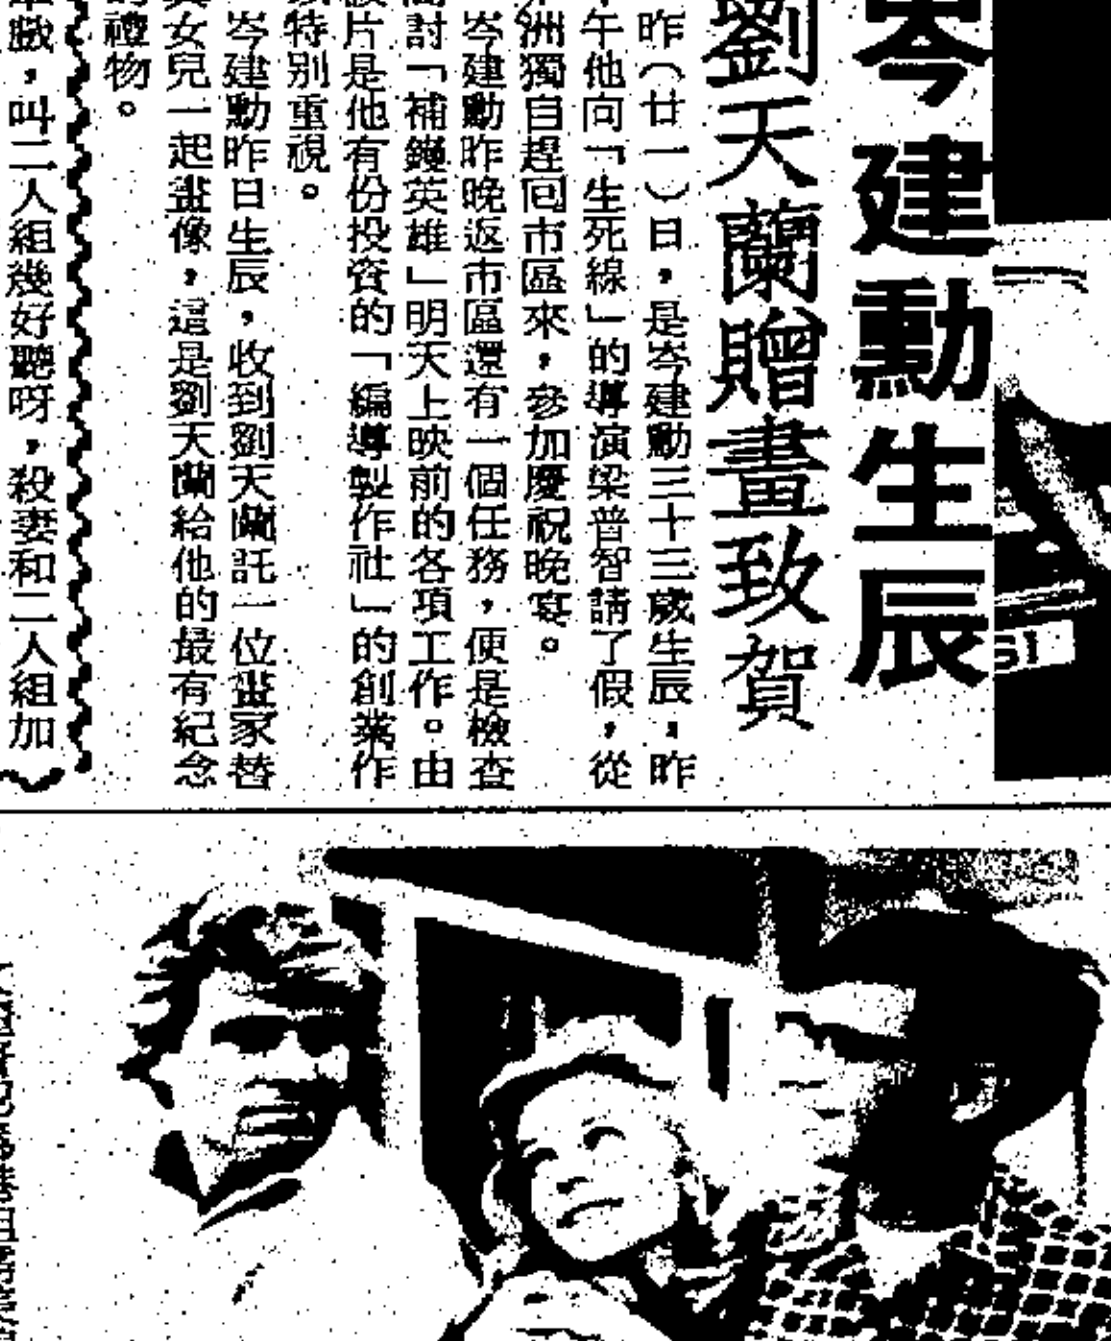 岑建勳生辰
劉天蘭贈畫致賀
昨（廿一）日，是岑建勳三十三歲生辰，昨
午他向「生死線」的導演梁普智請了假，從
洲獨自趕囘市區來，參加慶祝晚宴。
岑建勳昨晚返市區還有一個任務，便是檢查
討「補鑊英雄」明天上映前的各項工作。由
片是他有份投資的「編導製作社」的創業作
特別重視。
岑建勳昨日生辰，收到劉天蘭託一位畫家替
女兒一起畫像，這是劉天蘭給他的最有紀念
禮物。
戲，叫二人組幾好聽呀，殺妻和二人組加
51